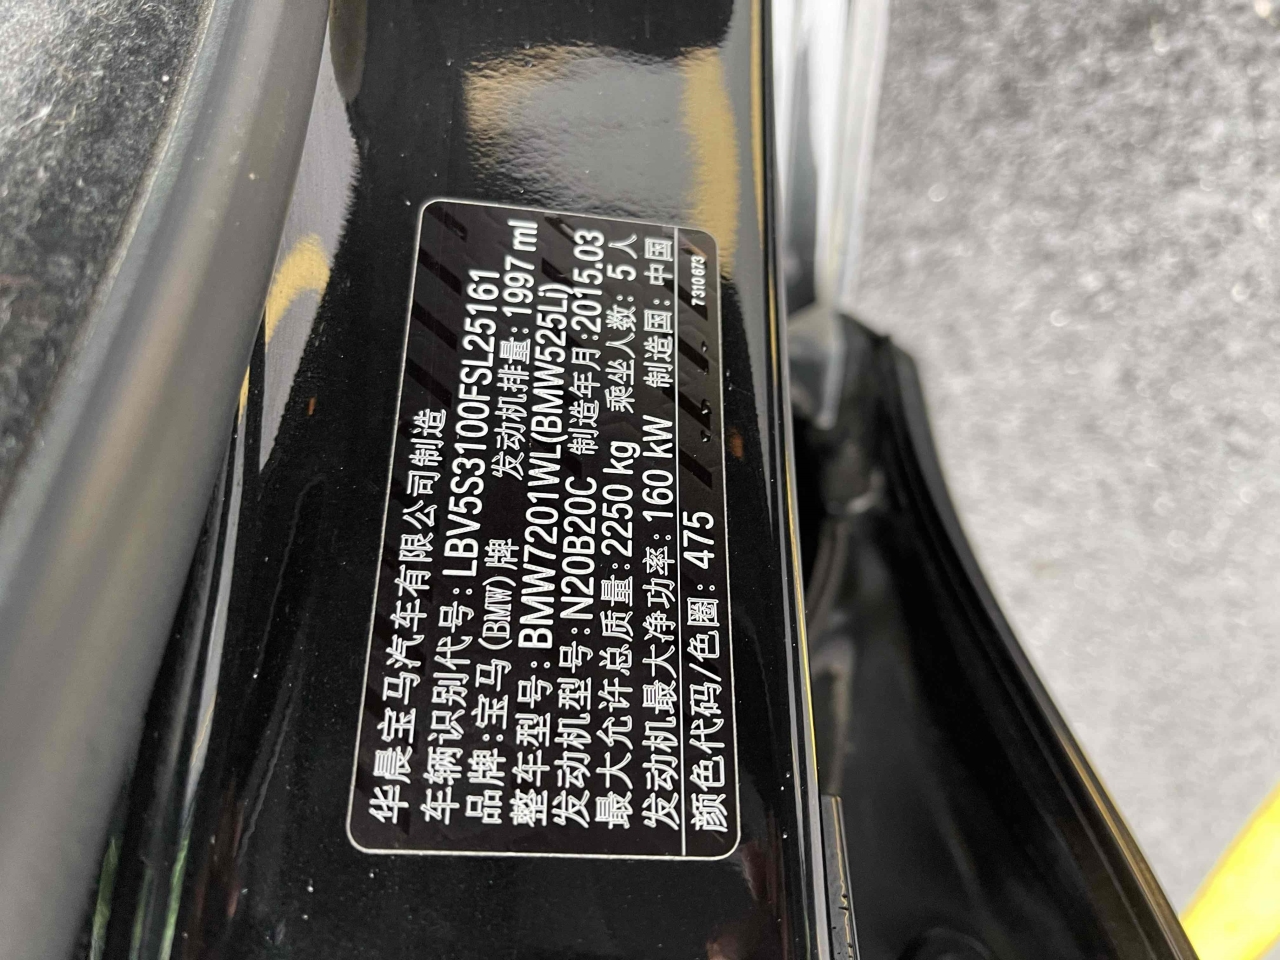 华晨宝马汽车有限公司制造
车辆识别代号:LBV5S3100FSL25161
品牌:宝马(BMW)牌 发动机排量:1997 ml
整车型号:BMW7201WL(BMW525Li)
发动机型号:N20B20C 制造年月:2015.03
最大允许总质量:2250 kg 乘坐人数: 5 人
发动机最大净功率:160 kW 制造国:中国
颜色代码/色圈: 475
7310673